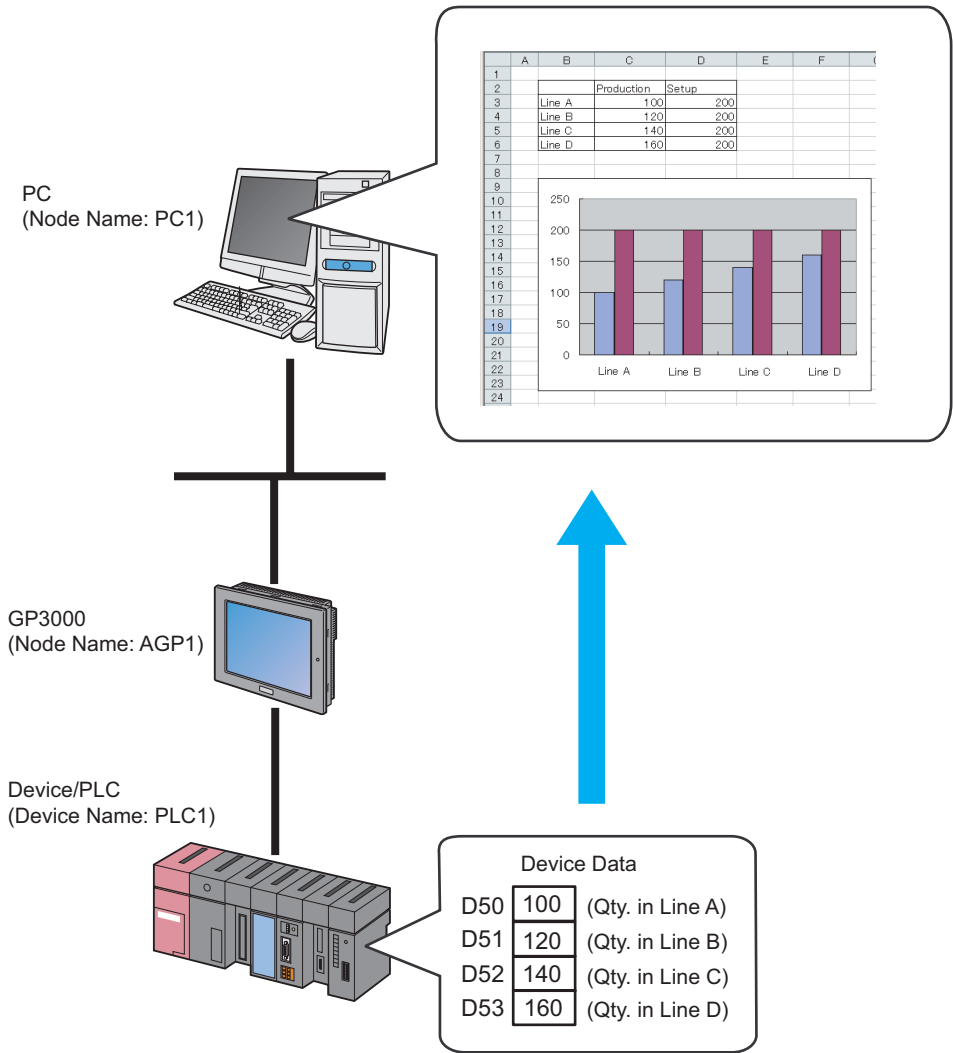 A B C D E F
1
2 Production Setup
3 Line A 100 200
4 Line B 120 200
5 Line C 140 200
6 Line D 160 200
7
8
9
10
11
12
13
14
15
16
17
18
19
20
21
22
23
24
250
200
150
100
50
0
Line A Line B Line C Line D
PC
(Node Name: PC1)
GP3000
(Node Name: AGP1)
Device/PLC
(Device Name: PLC1)
Device Data
D50 100 (Qty. in Line A)
D51 120 (Qty. in Line B)
D52 140 (Qty. in Line C)
D53 160 (Qty. in Line D)